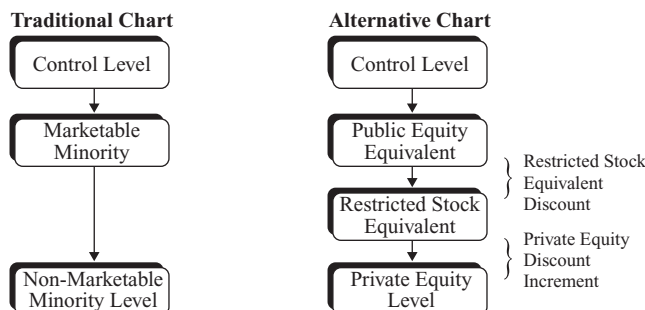 Traditional Chart
Control Level
Marketable
Minority
Non-Marketable
Minority Level
Alternative Chart
Control Level
Public Equity
Equivalent
Restricted Stock
Equivalent
Discount
Restricted Stock
Equivalent
Private Equity
Discount
Increment
Private Equity
Level